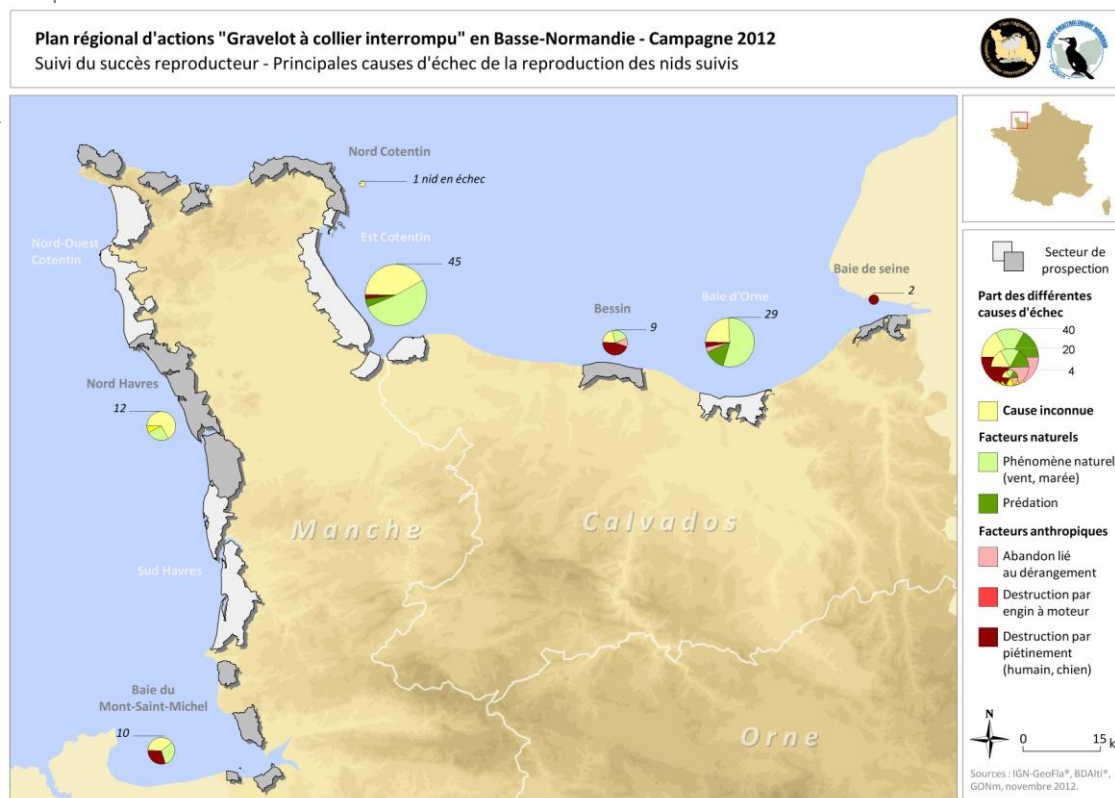 Plan régional d'actions "Gravelot à collier interrompu" en Basse-Normandie - Campagne 2012
Suivi du succès reproducteur - Principales causes d'échec de la reproduction des nids suivis
Nord Cotentin
1 nid en échec
Nord-Ouest
Cotentin
Est Cotentin
45
Baie de seine
2
Bessin
9
Baie d'Orne
29
Nord Havres
12
Manche
Calvados
Sud Havres
Baie du
Mont-Saint-Michel
10
Orne
Secteur de
prospection
Part des différentes
causes d'échec
40
20
4
Cause inconnue
Facteurs naturels
Phénomène naturel
(vent, marée)
Prédation
Facteurs anthropiques
Abandon lié
au dérangement
Destruction par
engin à moteur
Destruction par
piétinement
(humain, chien)
N
0 15 k
Sources : IGN-GeoFla®, BDAlti®,
GONm, novembre 2012.